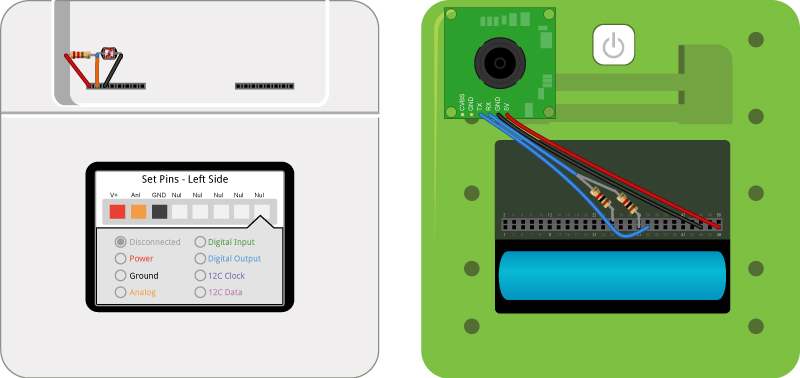 Set Pins - Left Side
V+ Anl GND Nul Nul Nul Nul Nul
Disconnected Digital Input
Power Digital Output
Ground 12C Clock
Analog 12C Data
CVBS
GND
TX
RX
GND
5V